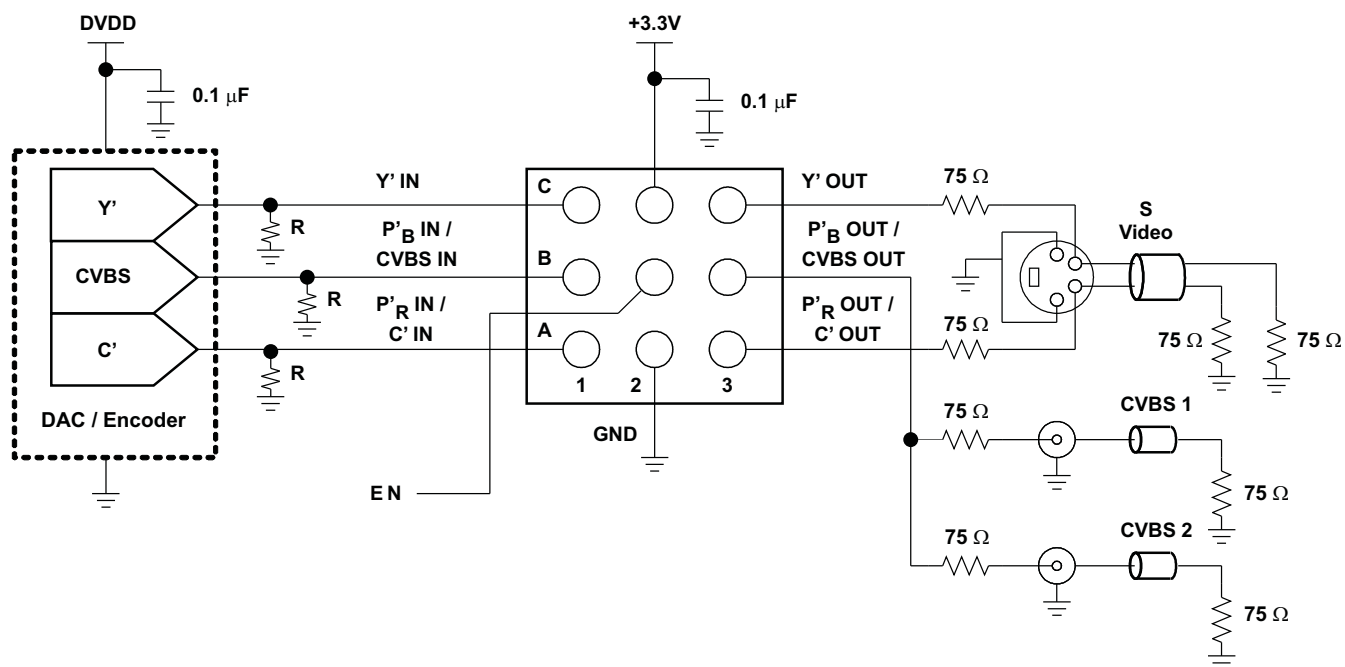 DVDD
+3.3V
0.1 μF
0.1 μF
Y'
CVBS
C'
DAC / Encoder
R
R
R
Y' IN
P'B IN /
CVBS IN
P'R IN /
C' IN
C
B
A
1
2
3
GND
EN
Y' OUT
P'B OUT /
CVBS OUT
P'R OUT /
C' OUT
75 Ω
75 Ω
S
Video
75 Ω
75 Ω
75 Ω
CVBS 1
75 Ω
75 Ω
CVBS 2
75 Ω